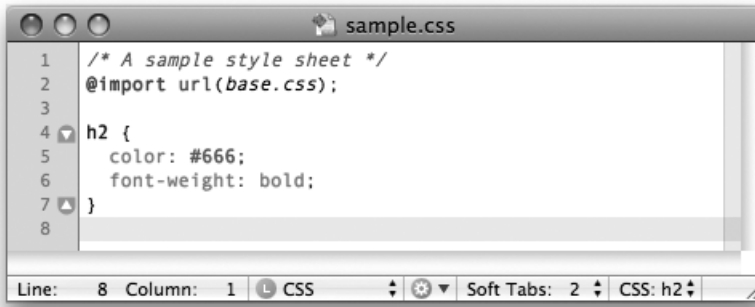 sample.css
1 /* A sample style sheet */
2 @import url(base.css);
3
4 h2 {
5   color: #666;
6   font-weight: bold;
7 }
8
Line: 8 Column: 1 L CSS Soft Tabs: 2 CSS: h2